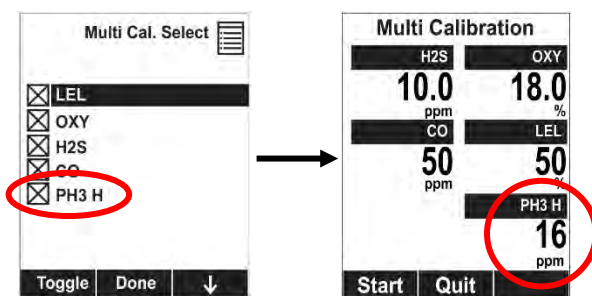 Multi Cal. Select
LEL
OXY
H2S
CO
PH3 H
Toggle Done ↓
Multi Calibration
H2S OXY
10.0 18.0
ppm %
CO LEL
50 50
ppm %
PH3 H
16
ppm
Start Quit